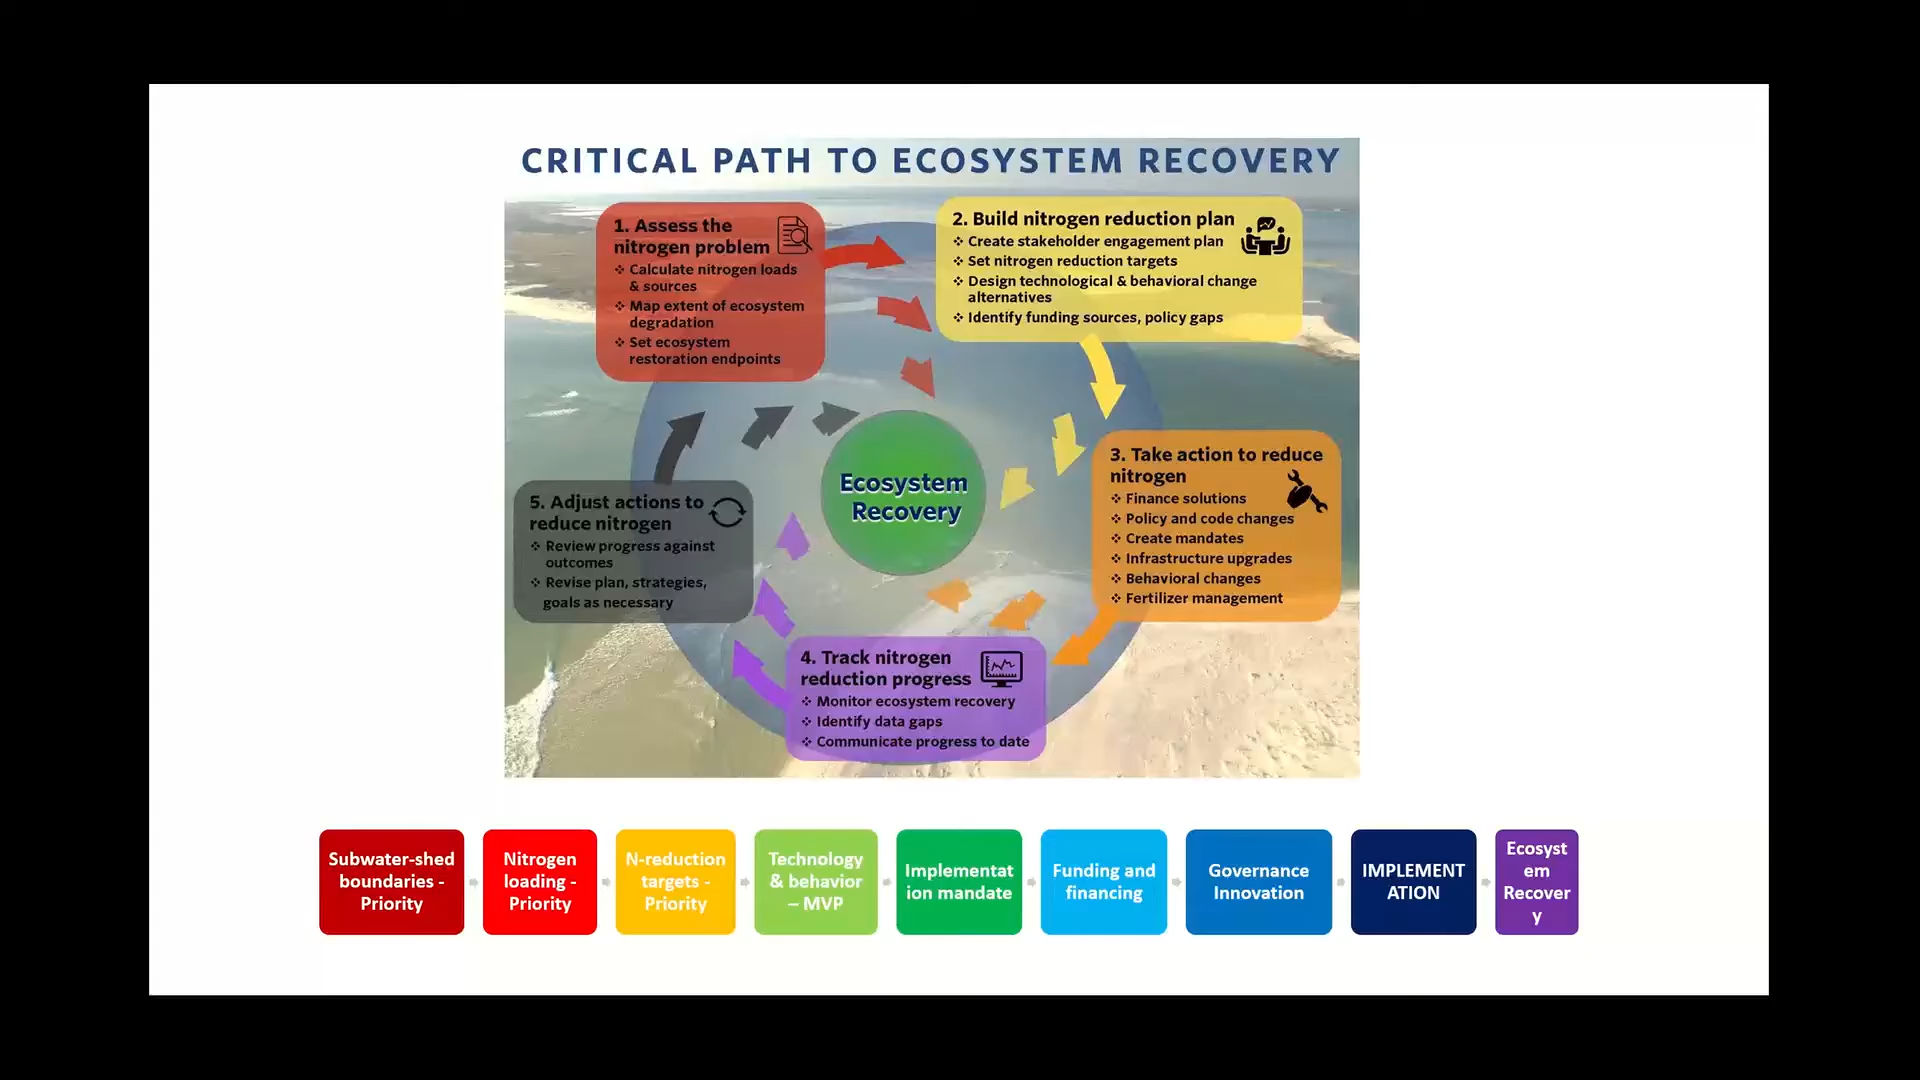 CRITICAL PATH TO ECOSYSTEM RECOVERY
1. Assess the
nitrogen problem
❖ Calculate nitrogen loads
& sources
❖ Map extent of ecosystem
degradation
❖ Set ecosystem
restoration endpoints
2. Build nitrogen reduction plan
❖ Create stakeholder engagement plan
❖ Set nitrogen reduction targets
❖ Design technological & behavioral change
alternatives
❖ Identify funding sources, policy gaps
3. Take action to reduce
nitrogen
❖ Finance solutions
❖ Policy and code changes
❖ Create mandates
❖ Infrastructure upgrades
❖ Behavioral changes
❖ Fertilizer management
4. Track nitrogen
reduction progress
❖ Monitor ecosystem recovery
❖ Identify data gaps
❖ Communicate progress to date
5. Adjust actions to
reduce nitrogen
❖ Review progress against
outcomes
❖ Revise plan, strategies,
goals as necessary
Ecosystem
Recovery
Subwater-shed
boundaries -
Priority
Nitrogen
loading -
Priority
N-reduction
targets -
Priority
Technology
& behavior
– MVP
Implementat
ion mandate
Funding and
financing
Governance
Innovation
IMPLEMENT
ATION
Ecosyst
em
Recover
y